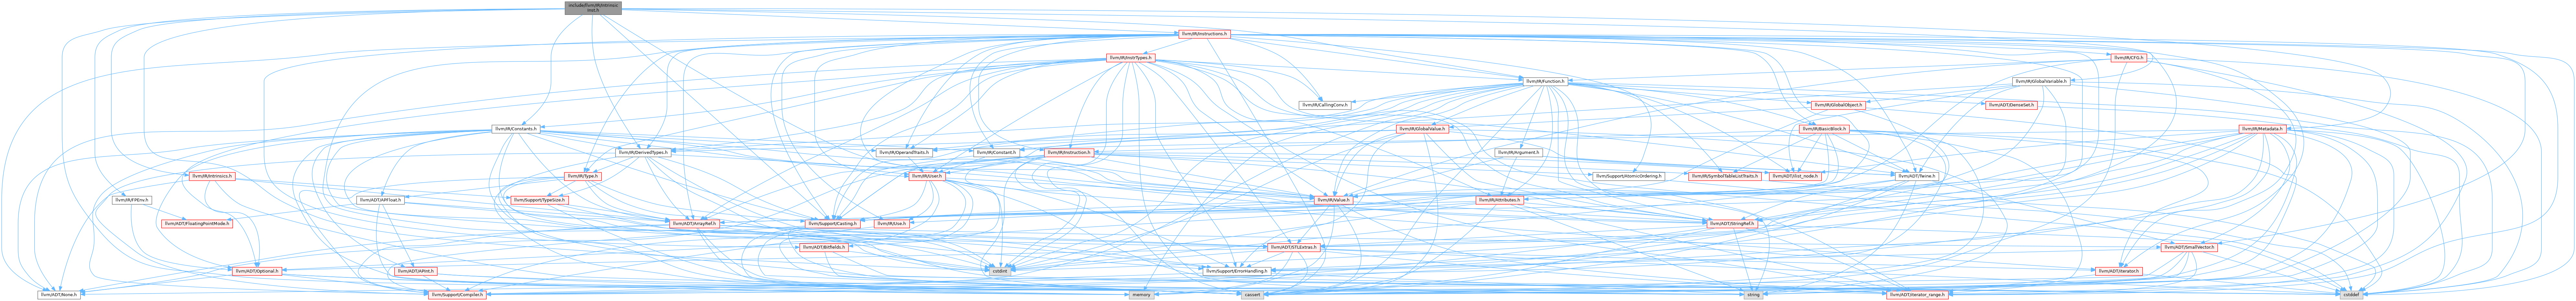 include/llvm/IR/Intrinsic
Inst.h
llvm/IR/Instructions.h
llvm/IR/InstrTypes.h
llvm/IR/CFG.h
llvm/IR/Function.h
llvm/IR/GlobalVariable.h
llvm/IR/CallingConv.h
llvm/IR/GlobalObject.h
llvm/ADT/DenseSet.h
llvm/IR/Constants.h
llvm/IR/GlobalValue.h
llvm/IR/BasicBlock.h
llvm/IR/Metadata.h
llvm/IR/DerivedTypes.h
llvm/IR/OperandTraits.h
llvm/IR/Constant.h
llvm/IR/Instruction.h
llvm/IR/Argument.h
llvm/IR/Intrinsics.h
llvm/IR/Type.h
llvm/IR/User.h
llvm/Support/AtomicOrdering.h
llvm/IR/SymbolTableListTraits.h
llvm/ADT/ilist_node.h
llvm/ADT/Twine.h
llvm/IR/FPEnv.h
llvm/ADT/APFloat.h
llvm/Support/TypeSize.h
llvm/IR/Value.h
llvm/IR/Attributes.h
llvm/ADT/FloatingPointMode.h
llvm/ADT/ArrayRef.h
llvm/Support/Casting.h
llvm/IR/Use.h
llvm/ADT/StringRef.h
llvm/ADT/Bitfields.h
llvm/ADT/STLExtras.h
llvm/ADT/SmallVector.h
llvm/ADT/Optional.h
llvm/ADT/APInt.h
cstdint
llvm/Support/ErrorHandling.h
llvm/ADT/iterator.h
llvm/ADT/None.h
llvm/Support/Compiler.h
memory
cassert
string
llvm/ADT/iterator_range.h
cstddef